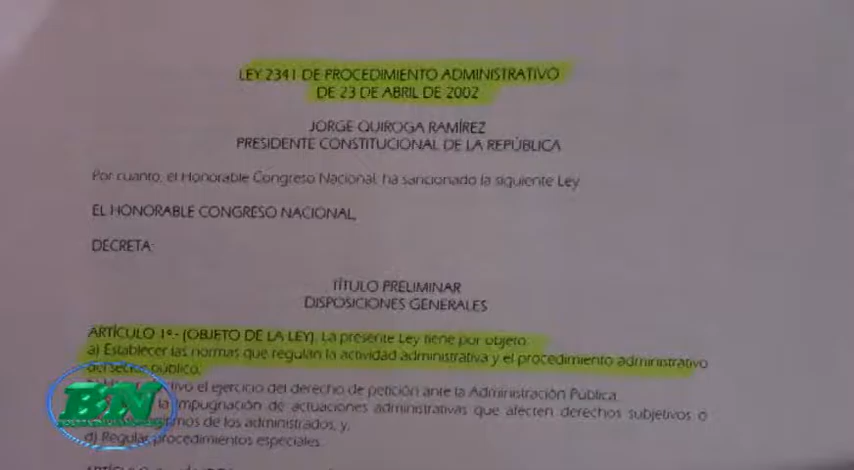 LEY 2341 DE PROCEDIMIENTO ADMINISTRATIVO
DE 23 DE ABRIL DE 2002
JORGE QUIROGA RAMÍREZ
PRESIDENTE CONSTITUCIONAL DE LA REPÚBLICA
Por cuanto, el Honorable Congreso Nacional, ha sancionado la siguiente Ley
EL HONORABLE CONGRESO NACIONAL,
DECRETA:
TÍTULO PRELIMINAR
DISPOSICIONES GENERALES
ARTÍCULO 1º.- (OBJETO DE LA LEY). La presente Ley tiene por objeto:
a) Establecer las normas que regulan la actividad administrativa y el procedimiento administrativo
del sector público;
el ejercicio del derecho de petición ante la Administración Pública.
la impugnación de actuaciones administrativas que afecten derechos subjetivos o
de los administrados; y,
d) Regular procedimientos especiales.
BN